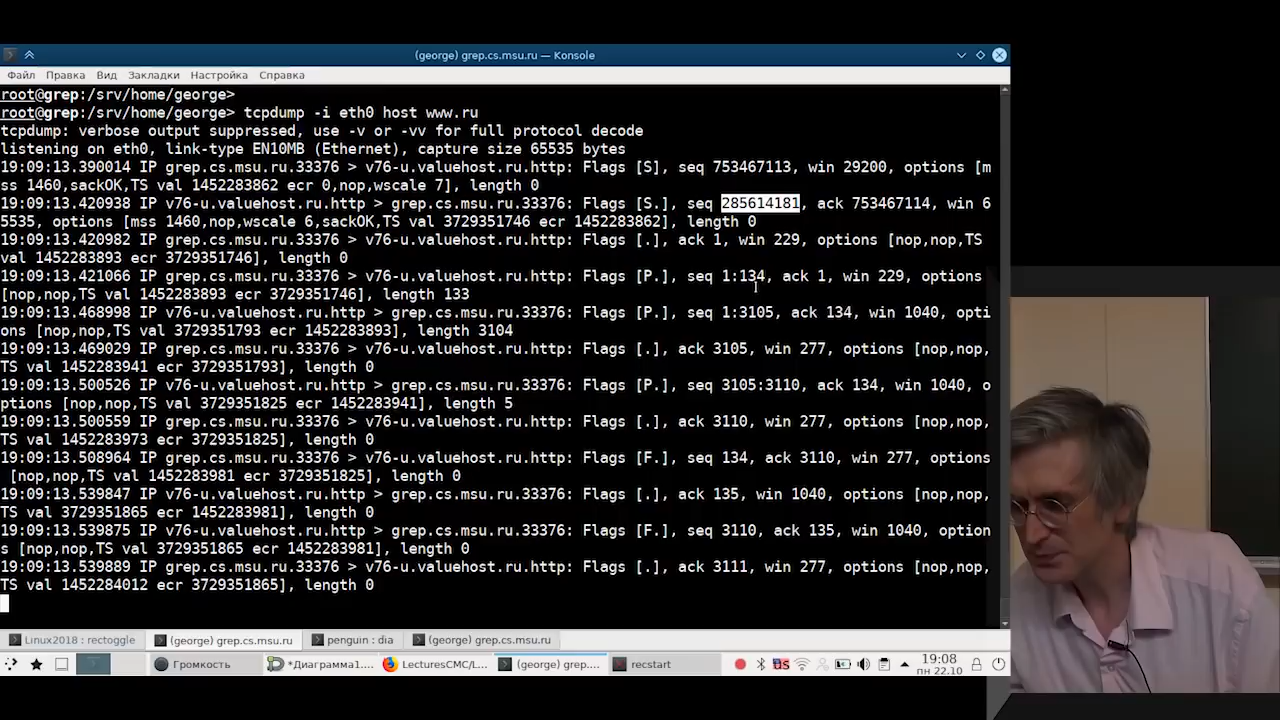 (george) grep.cs.msu.ru — Konsole
Файл Правка Вид Закладки Настройка Справка
root@grep:/srv/home/george>
root@grep:/srv/home/george> tcpdump -i eth0 host www.ru
tcpdump: verbose output suppressed, use -v or -vv for full protocol decode
listening on eth0, link-type EN10MB (Ethernet), capture size 65535 bytes
19:09:13.390014 IP grep.cs.msu.ru.33376 > v76-u.valuehost.ru.http: Flags [S], seq 753467113, win 29200, options [m
ss 1460,sackOK,TS val 1452283862 ecr 0,nop,wscale 7], length 0
19:09:13.420938 IP v76-u.valuehost.ru.http > grep.cs.msu.ru.33376: Flags [S.], seq 285614181, ack 753467114, win 6
5535, options [mss 1460,nop,wscale 6,sackOK,TS val 3729351746 ecr 1452283862], length 0
19:09:13.420982 IP grep.cs.msu.ru.33376 > v76-u.valuehost.ru.http: Flags [.], ack 1, win 229, options [nop,nop,TS
val 1452283893 ecr 3729351746], length 0
19:09:13.421066 IP grep.cs.msu.ru.33376 > v76-u.valuehost.ru.http: Flags [P.], seq 1:134, ack 1, win 229, options
[nop,nop,TS val 1452283893 ecr 3729351746], length 133
19:09:13.468998 IP v76-u.valuehost.ru.http > grep.cs.msu.ru.33376: Flags [P.], seq 1:3105, ack 134, win 1040, opti
ons [nop,nop,TS val 3729351793 ecr 1452283893], length 3104
19:09:13.469029 IP grep.cs.msu.ru.33376 > v76-u.valuehost.ru.http: Flags [.], ack 3105, win 277, options [nop,nop,
TS val 1452283941 ecr 3729351793], length 0
19:09:13.500526 IP v76-u.valuehost.ru.http > grep.cs.msu.ru.33376: Flags [P.], seq 3105:3110, ack 134, win 1040, o
ptions [nop,nop,TS val 3729351825 ecr 1452283941], length 5
19:09:13.500559 IP grep.cs.msu.ru.33376 > v76-u.valuehost.ru.http: Flags [.], ack 3110, win 277, options [nop,nop,
TS val 1452283973 ecr 3729351825], length 0
19:09:13.508964 IP grep.cs.msu.ru.33376 > v76-u.valuehost.ru.http: Flags [F.], seq 134, ack 3110, win 277, options
[nop,nop,TS val 1452283981 ecr 3729351825], length 0
19:09:13.539847 IP v76-u.valuehost.ru.http > grep.cs.msu.ru.33376: Flags [.], ack 135, win 1040, options [nop,nop,
TS val 3729351865 ecr 1452283981], length 0
19:09:13.539875 IP v76-u.valuehost.ru.http > grep.cs.msu.ru.33376: Flags [F.], seq 3110, ack 135, win 1040, option
s [nop,nop,TS val 3729351865 ecr 1452283981], length 0
19:09:13.539889 IP grep.cs.msu.ru.33376 > v76-u.valuehost.ru.http: Flags [.], ack 3111, win 277, options [nop,nop,
TS val 1452284012 ecr 3729351865], length 0
Linux2018 : rectoggle (george) grep.cs.msu.ru penguin : dia (george) grep.cs.msu.ru
Громкость *Диаграмма1.... LecturesCMC/L... (george) grep.... recstart US 19:08
пн 22.10